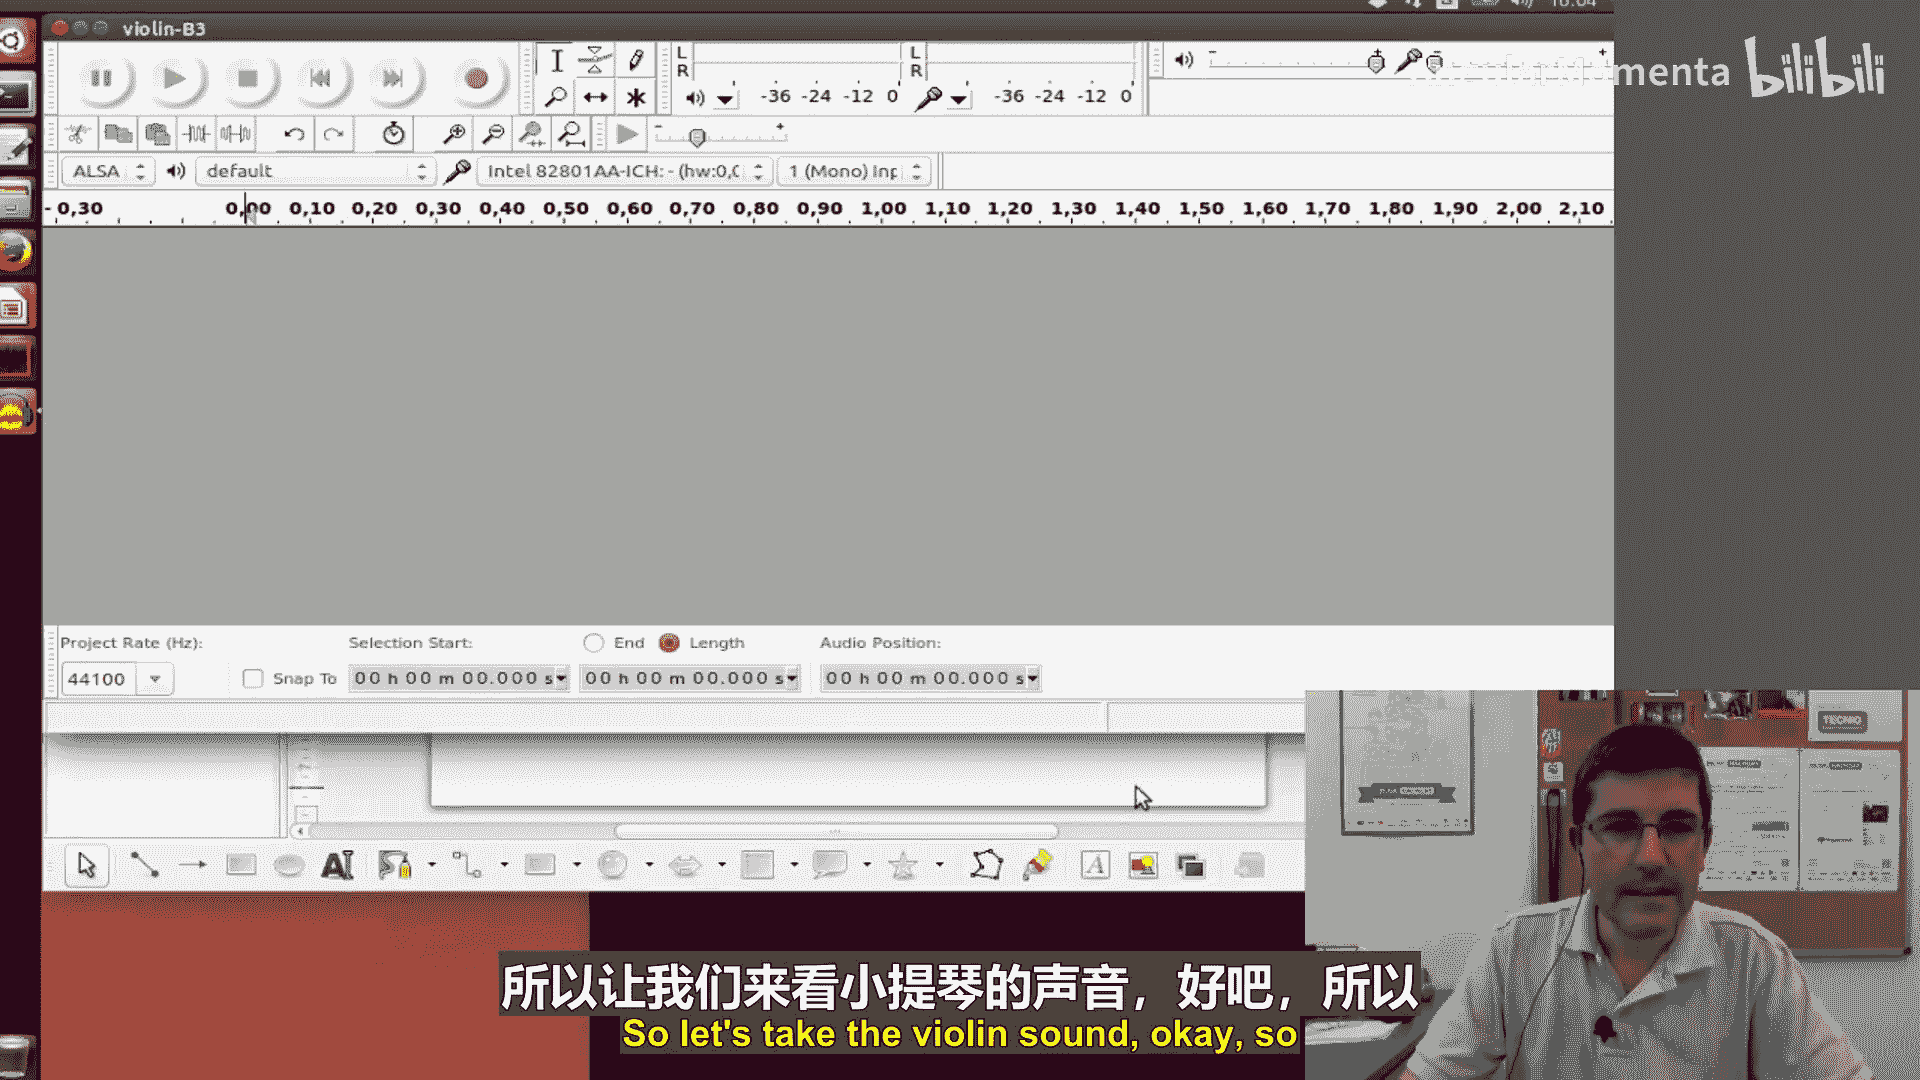 16:04
violin-B3
L
R
-36 -24 -12 0
L
R
-36 -24 -12 0
menta bilibili
ALSA
default
Intel 82801AA-ICH: - (hw:0,0
1 (Mono) Inp
- 0,30 0,00 0,10 0,20 0,30 0,40 0,50 0,60 0,70 0,80 0,90 1,00 1,10 1,20 1,30 1,40 1,50 1,60 1,70 1,80 1,90 2,00 2,10
Project Rate (Hz): Selection Start: End Length Audio Position:
44100 Snap To 00 h 00 m 00.000 s 00 h 00 m 00.000 s 00 h 00 m 00.000 s
TECNIO
所以让我们来看小提琴的声音，好吧，所以
So let's take the violin sound, okay, so